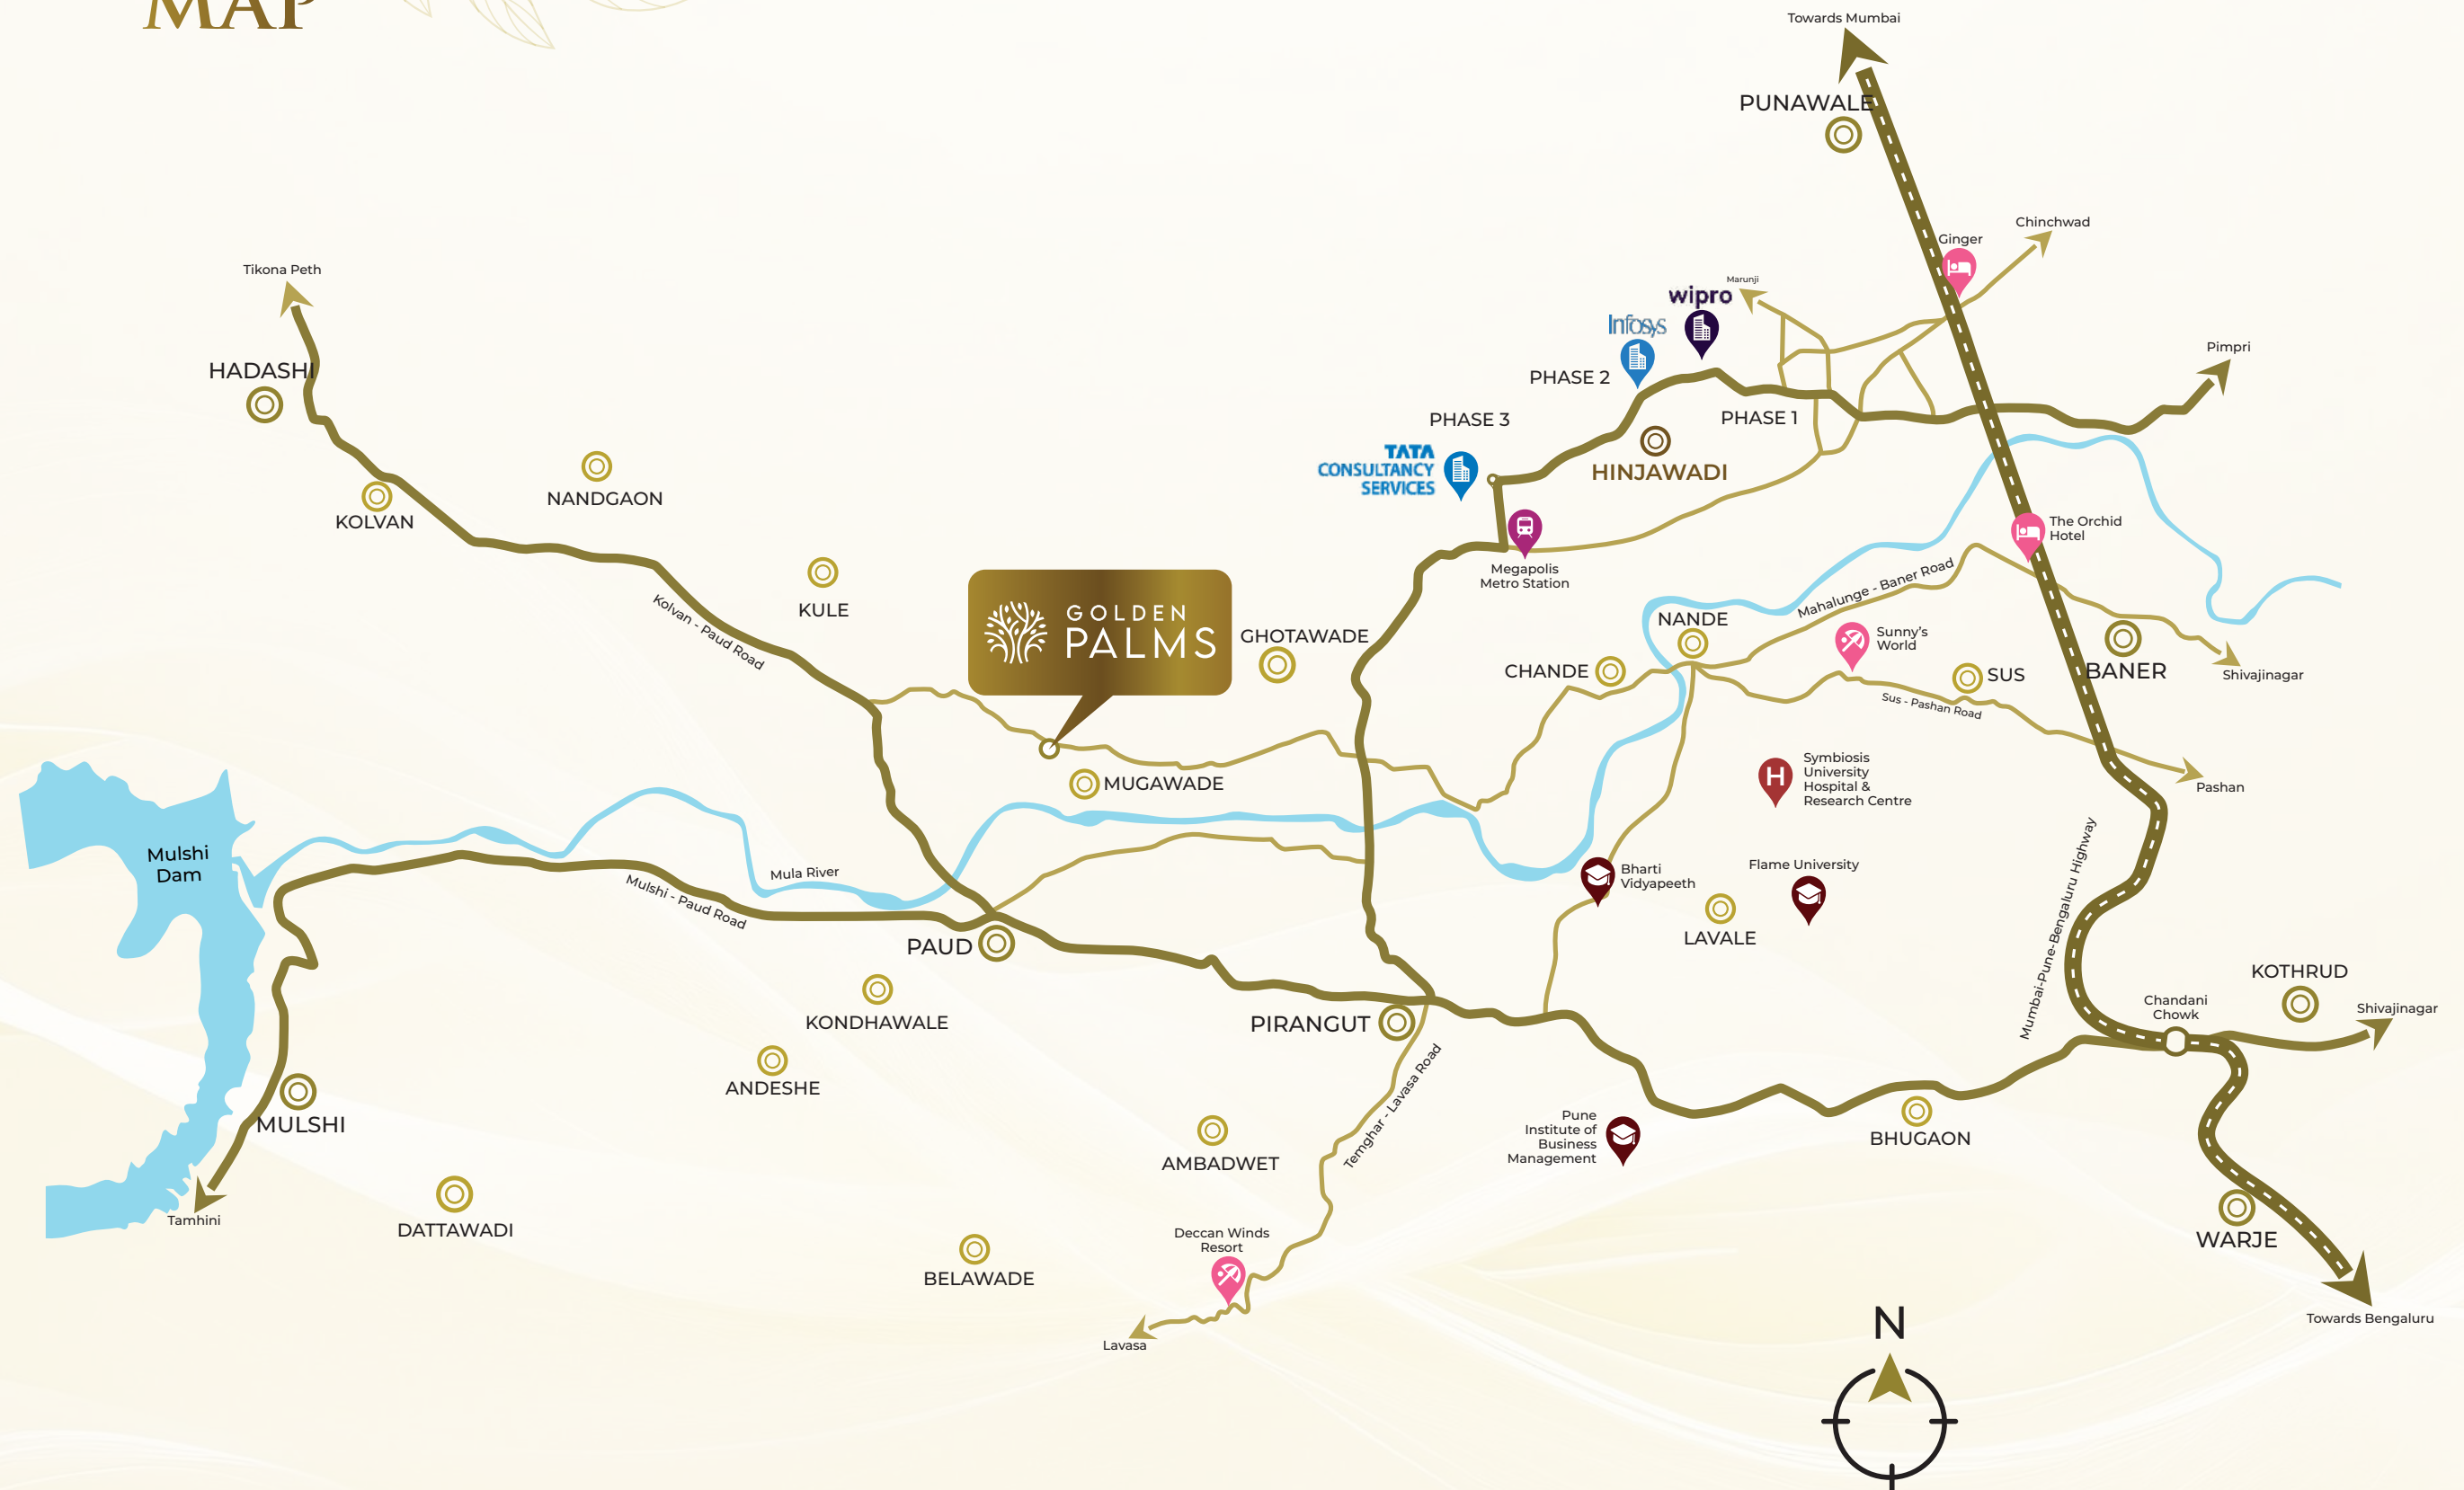 MAP
Towards Mumbai
PUNAWALE
Chinchwad
Ginger
Tikona Peth
Marunji
wipro
Infosys
Pimpri
HADASHI
PHASE 2
PHASE 1
PHASE 3
TATA
CONSULTANCY
SERVICES
HINJAWADI
NANDGAON
KOLVAN
The Orchid
Hotel
Megapolis
Metro Station
KULE
Kolvan - Paud Road
GOLDEN
PALMS
GHOTAWADE
Mahalunge - Baner Road
NANDE
Sunny's
World
CHANDE
SUS
BANER
Shivajinagar
Sus - Pashan Road
Pashan
MUGAWADE
Symbiosis
University
Hospital &
Research Centre
Mulshi
Dam
Mula River
Mulshi - Paud Road
Bharti
Vidyapeeth
Flame University
LAVALE
Mumbai-Pune-Bengaluru Highway
PAUD
KONDHAWALE
PIRANGUT
Chandani
Chowk
KOTHRUD
Shivajinagar
ANDESHE
Temghar - Lavasa Road
MULSHI
Pune
Institute of
Business
Management
BHUGAON
AMBADWET
Tamhini
DATTAWADI
Deccan Winds
Resort
BELAWADE
WARJE
Lavasa
Towards Bengaluru
N
H